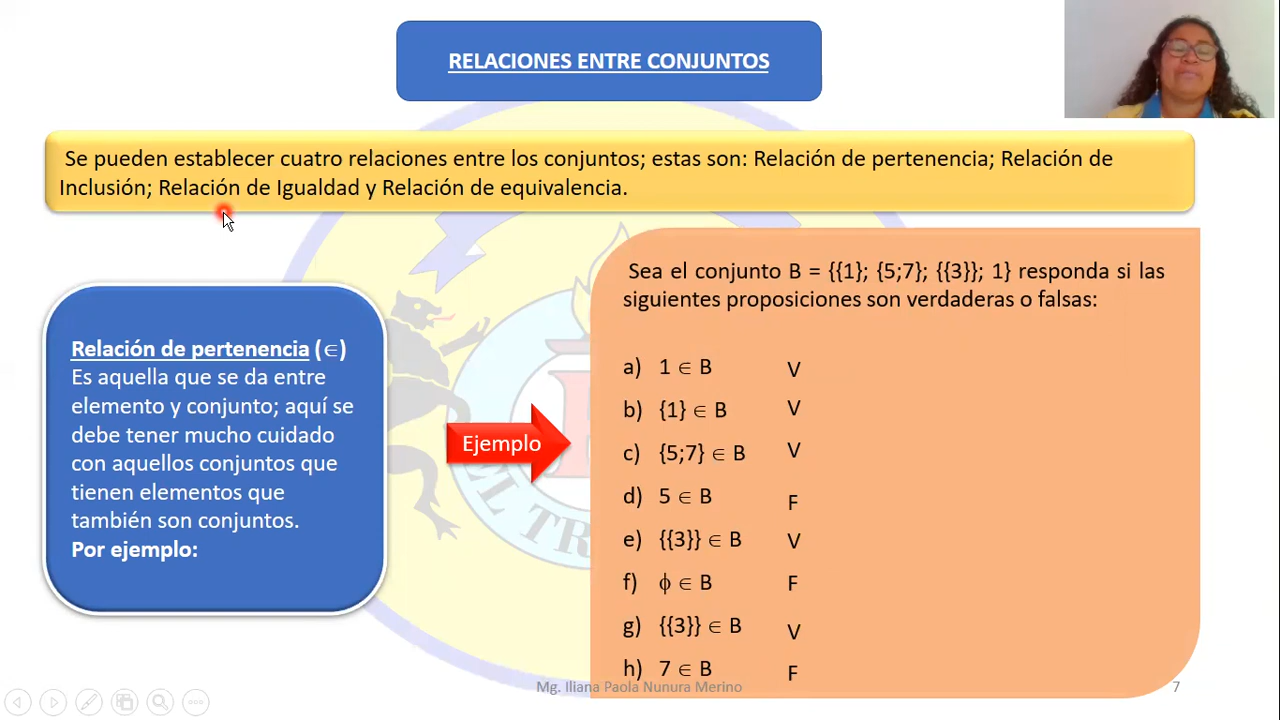 RELACIONES ENTRE CONJUNTOS
Se pueden establecer cuatro relaciones entre los conjuntos; estas son: Relación de pertenencia; Relación de
Inclusión; Relación de Igualdad y Relación de equivalencia.
Relación de pertenencia (∈)
Es aquella que se da entre
elemento y conjunto; aquí se
debe tener mucho cuidado
con aquellos conjuntos que
tienen elementos que
también son conjuntos.
Por ejemplo:
Ejemplo
Sea el conjunto B = {{1}; {5;7}; {{3}}; 1} responda si las
siguientes proposiciones son verdaderas o falsas:
a) 1 ∈ B V
b) {1} ∈ B V
c) {5;7} ∈ B V
d) 5 ∈ B F
e) {{3}} ∈ B V
f) ϕ ∈ B F
g) {{3}} ∈ B V
h) 7 ∈ B F
Mg. Iliana Paola Nunura Merino
7